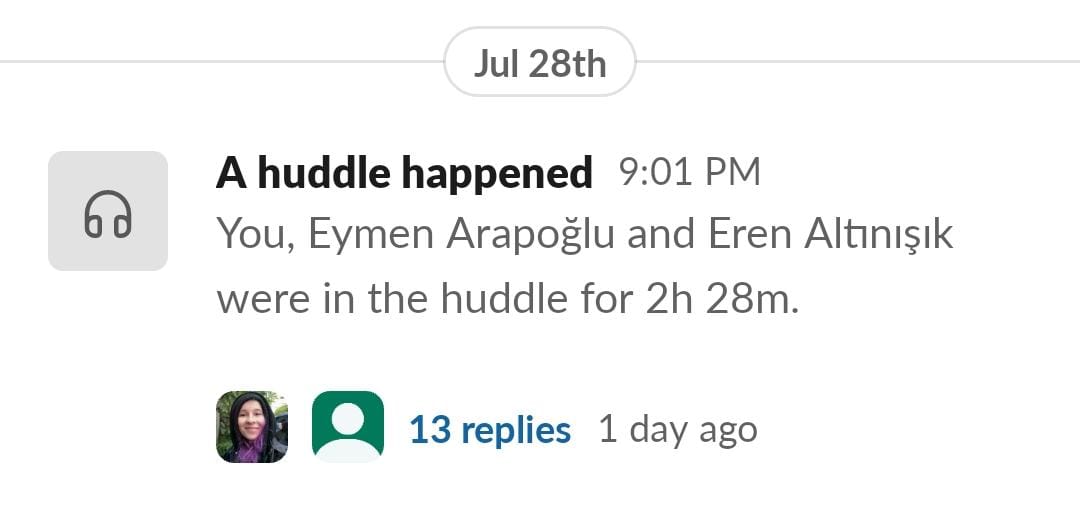 Jul 28th
A huddle happened 9:01 PM
You, Eymen Arapoğlu and Eren Altınışık
were in the huddle for 2h 28m.
13 replies 1 day ago